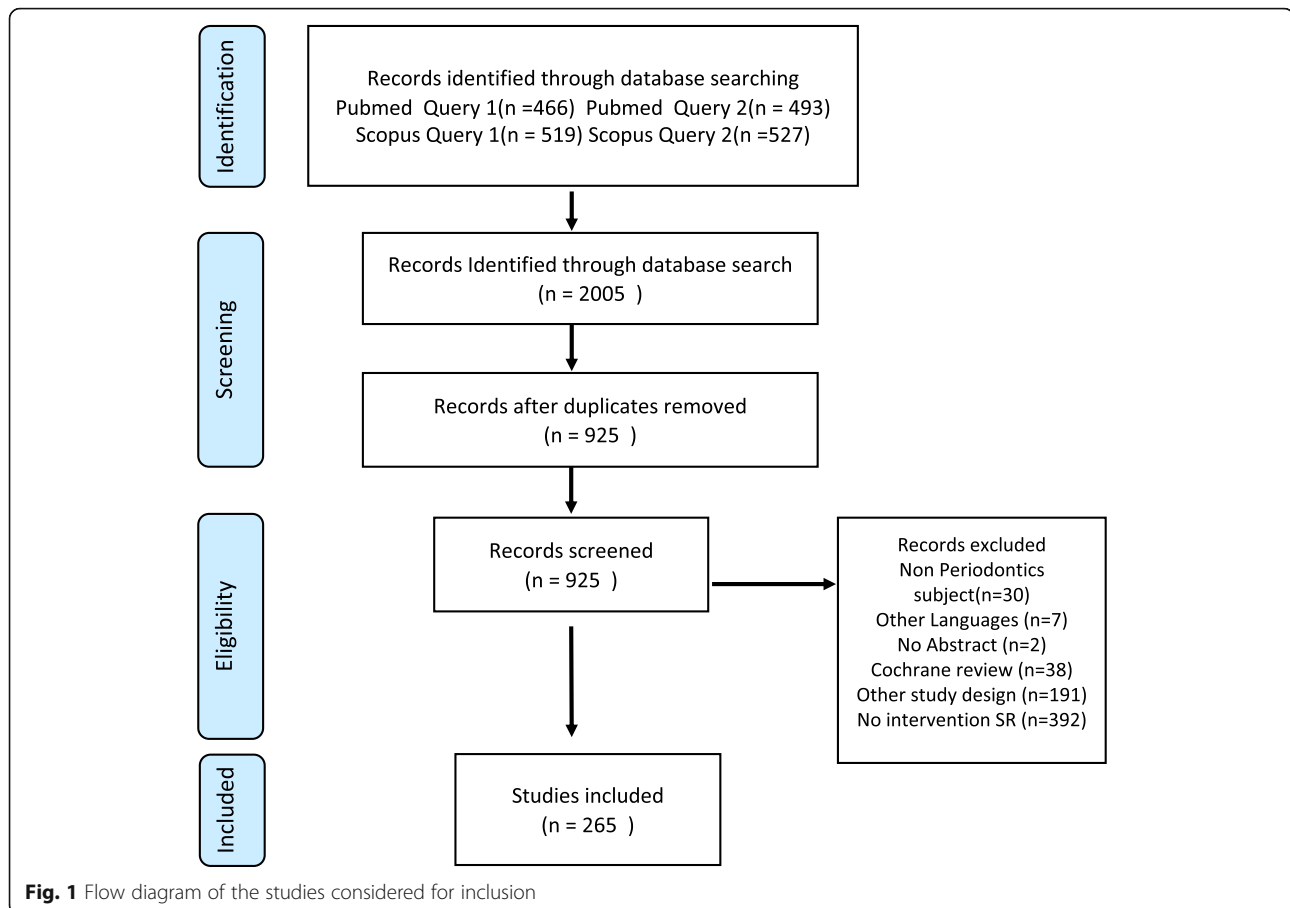 Identification
Records identified through database searching
Pubmed Query 1(n =466) Pubmed Query 2(n = 493)
Scopus Query 1(n = 519) Scopus Query 2(n =527)
Screening
Records Identified through database search
(n = 2005 )
Records after duplicates removed
(n = 925 )
Eligibility
Records screened
(n = 925 )
Records excluded
Non Periodontics
subject(n=30)
Other Languages (n=7)
No Abstract (n=2)
Cochrane review (n=38)
Other study design (n=191)
No intervention SR (n=392)
Included
Studies included
(n = 265 )
Fig. 1 Flow diagram of the studies considered for inclusion